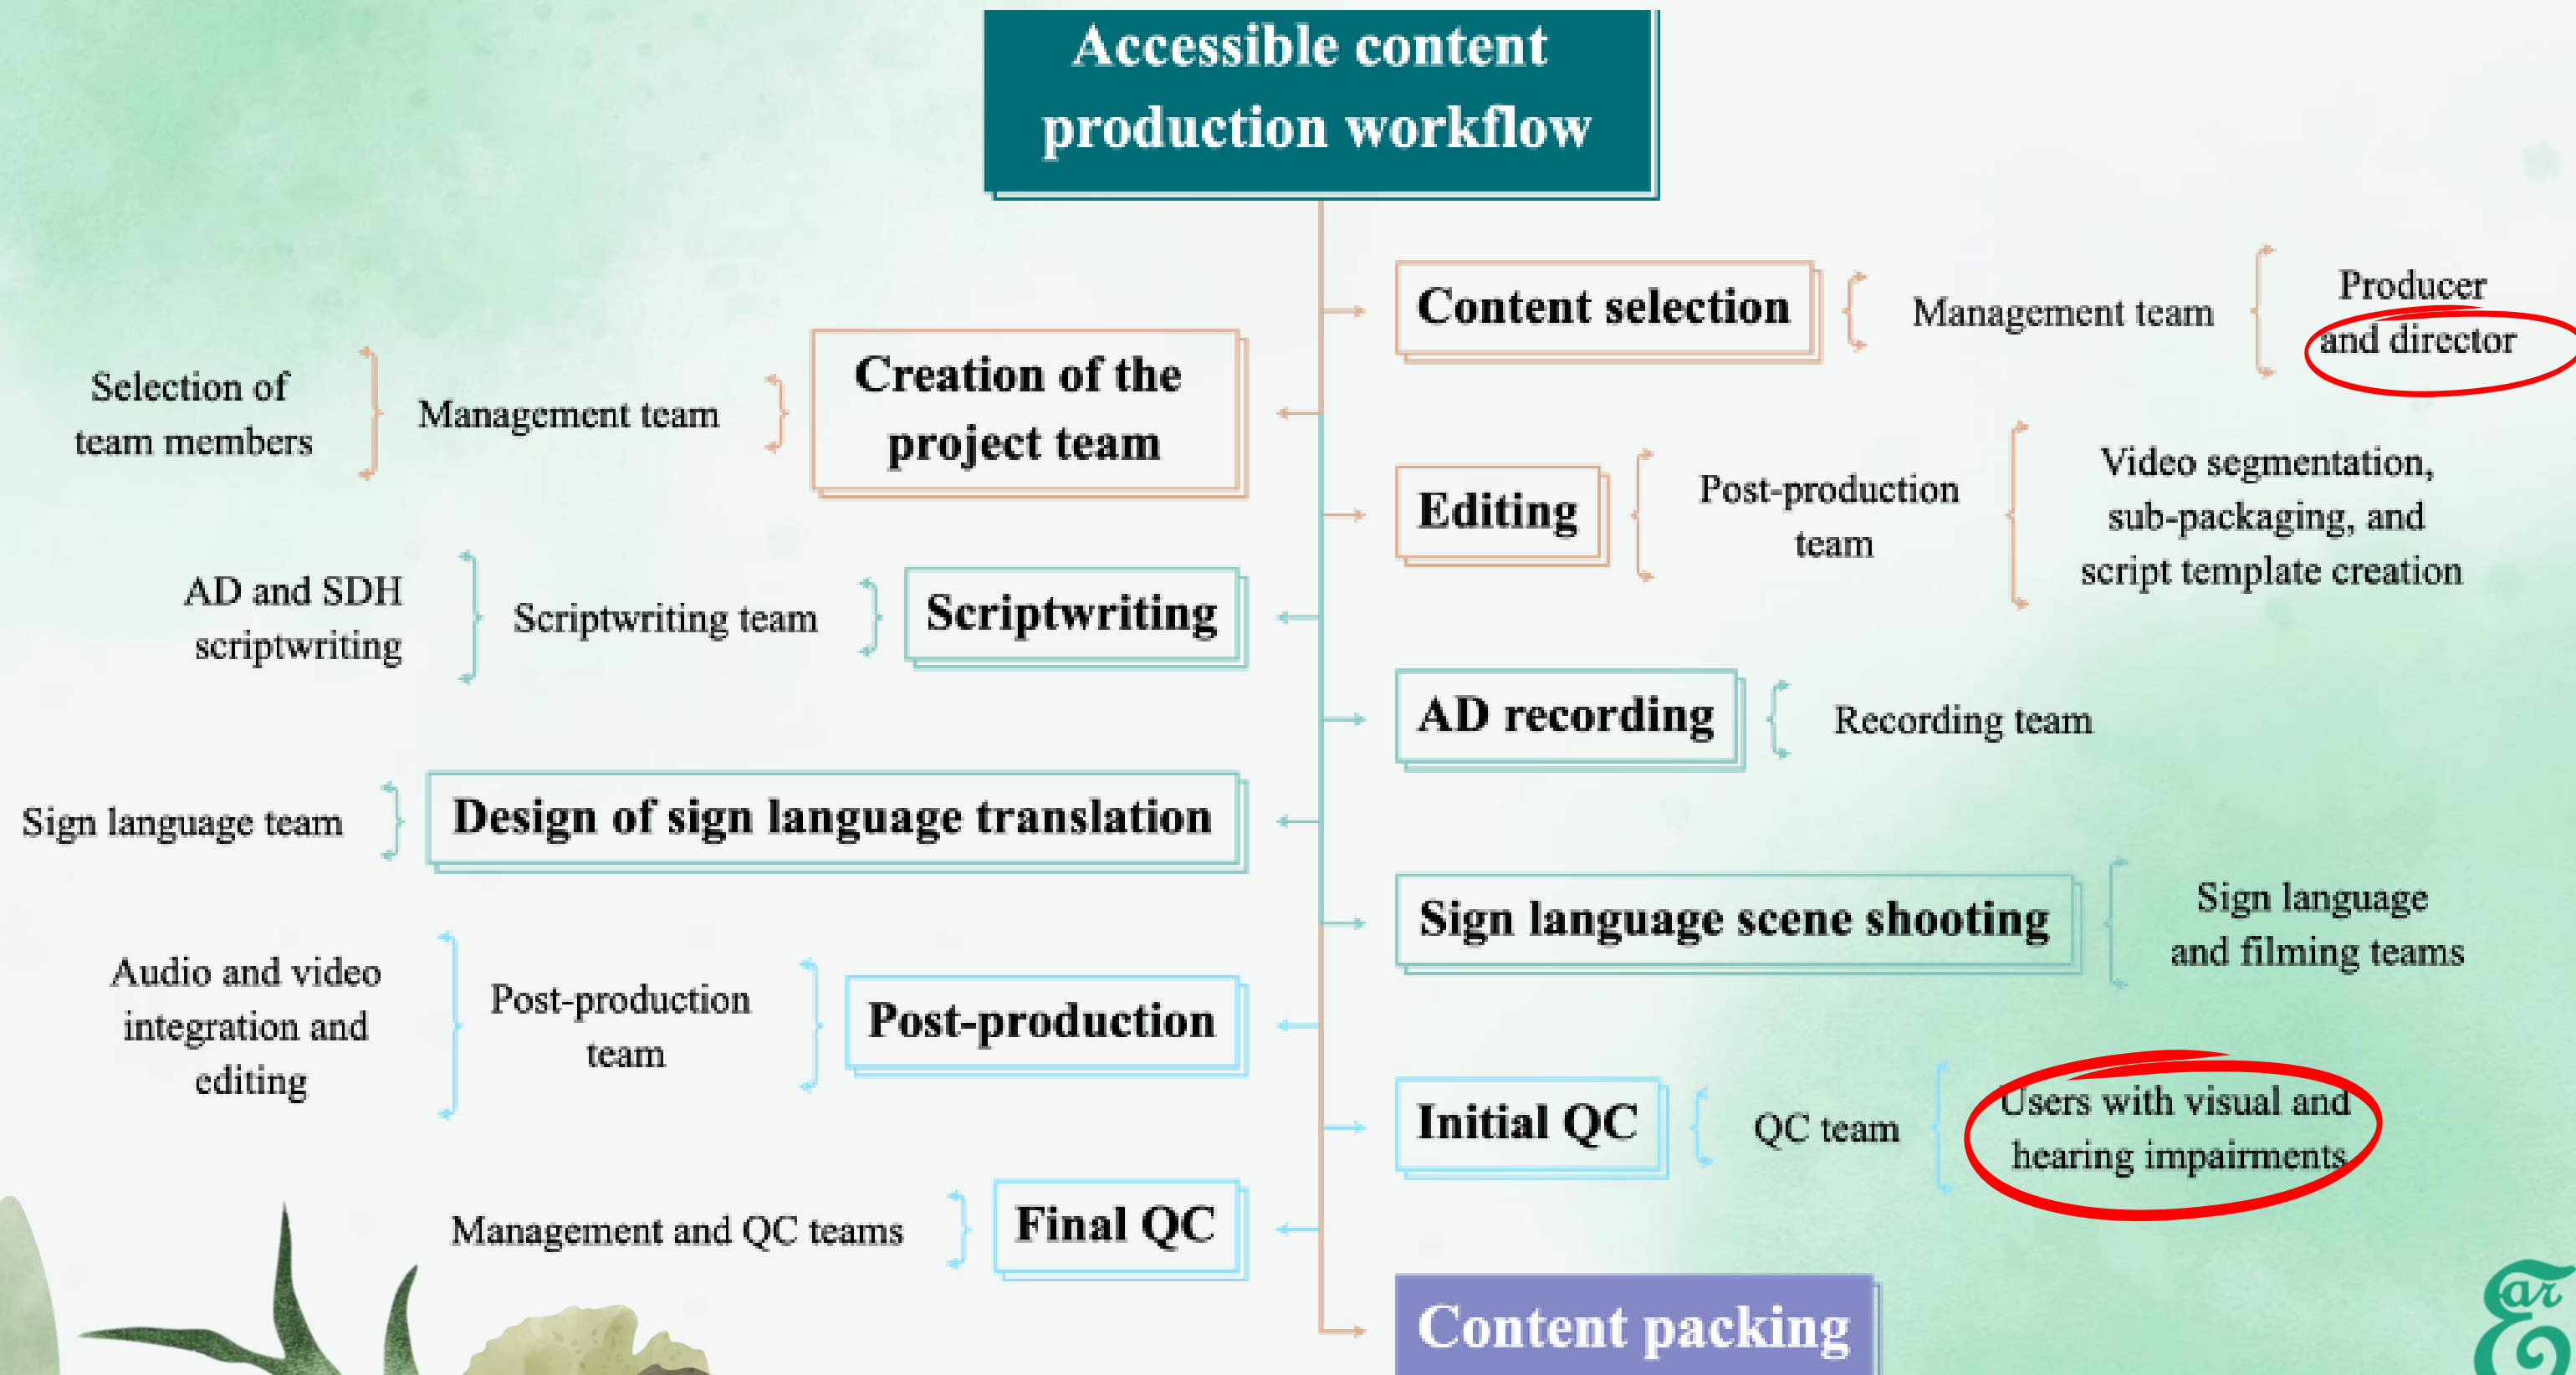 Accessible content
production workflow
Content selection
Management team
Producer
and director
Creation of the
project team
Management team
Selection of
team members
Editing
Post-production
team
Video segmentation,
sub-packaging, and
script template creation
Scriptwriting
Scriptwriting team
AD and SDH
scriptwriting
AD recording
Recording team
Design of sign language translation
Sign language team
Sign language scene shooting
Sign language
and filming teams
Post-production
Post-production
team
Audio and video
integration and
editing
Initial QC
QC team
Users with visual and
hearing impairments
Final QC
Management and QC teams
Content packing